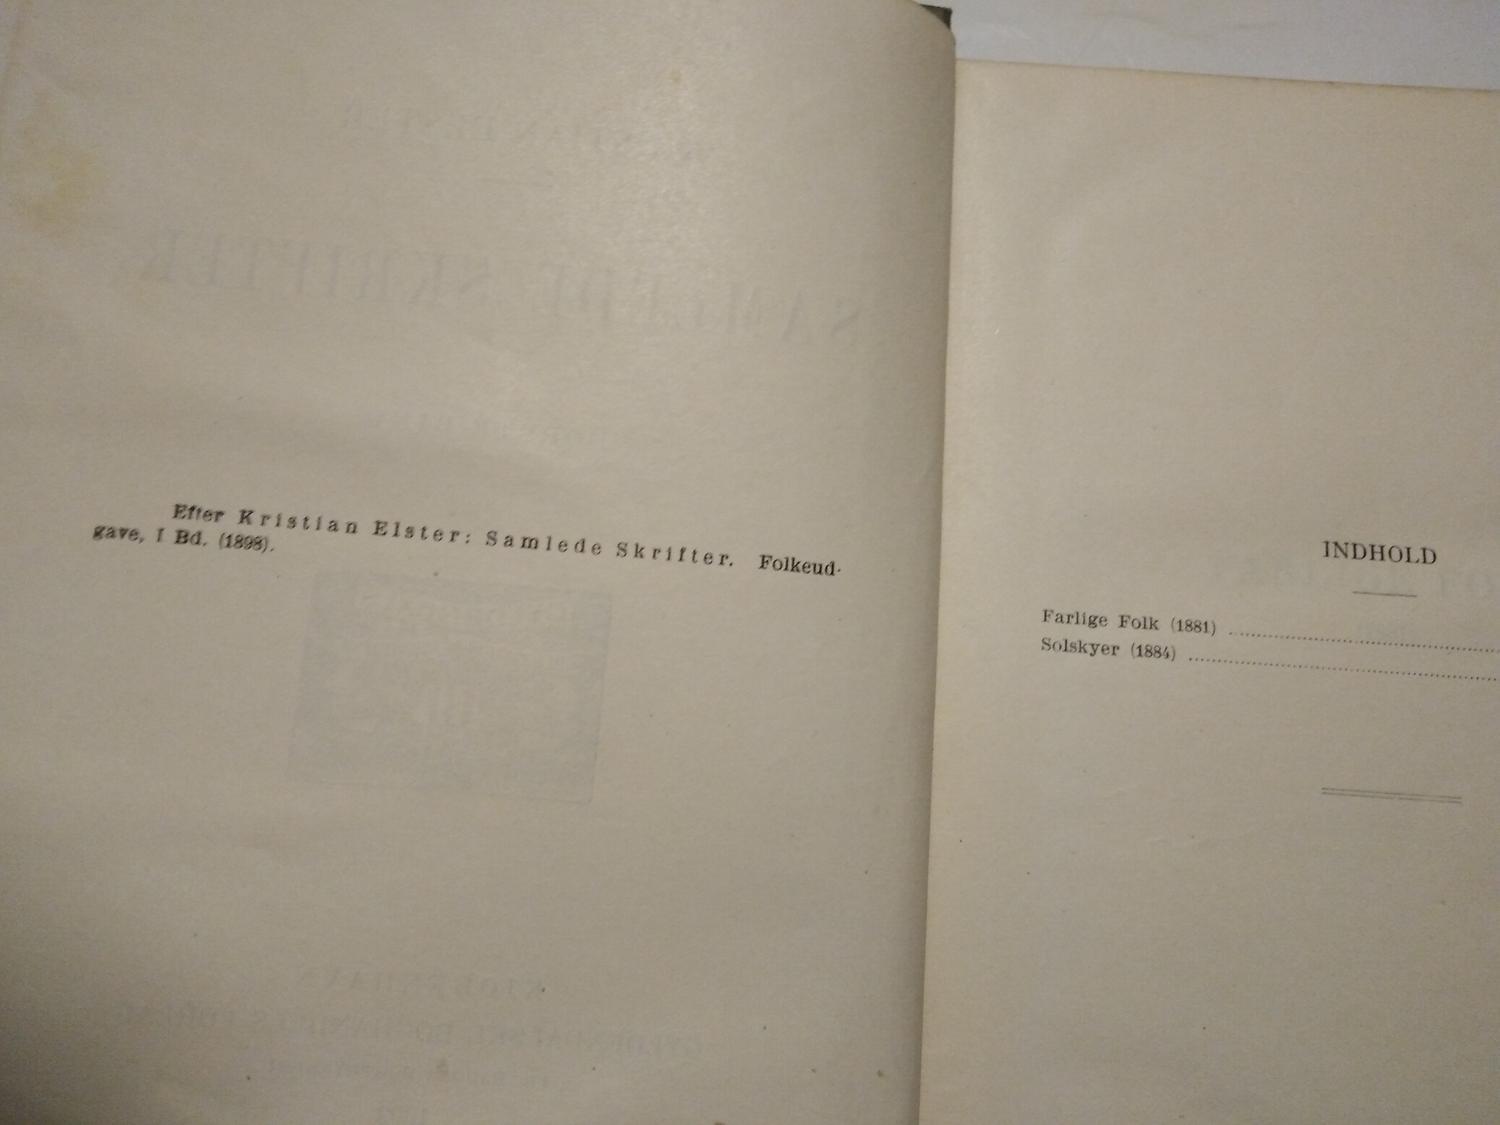 Efter Kristian Elster: Samlede Skrifter. Folkeud-
gave, I Bd. (1898).
INDHOLD
Farlige Folk (1881)
Solskyer (1884)